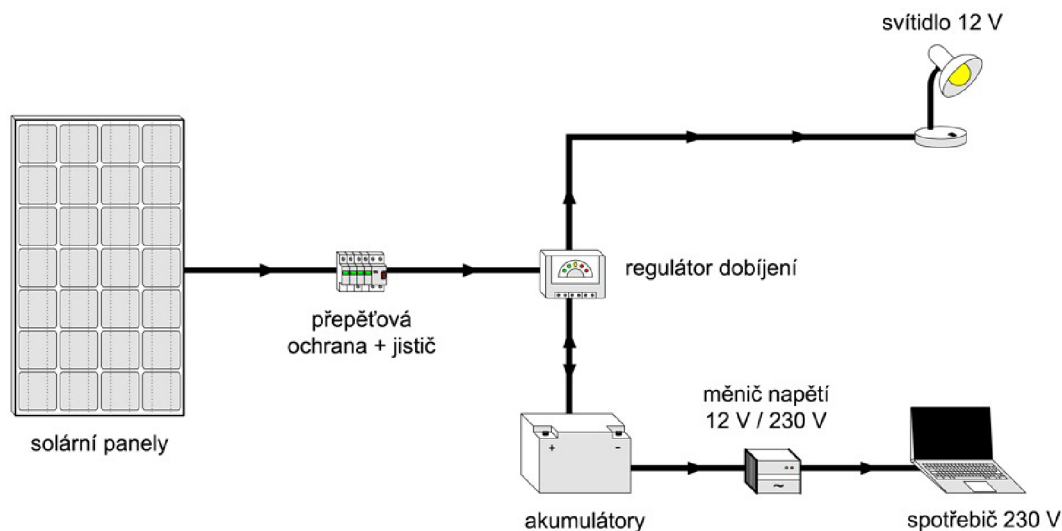 svítidlo 12 V
regulátor dobíjení
přepěťová
ochrana + jistič
solární panely
měnič napětí
12 V / 230 V
+ −
~
akumulátory
spotřebič 230 V